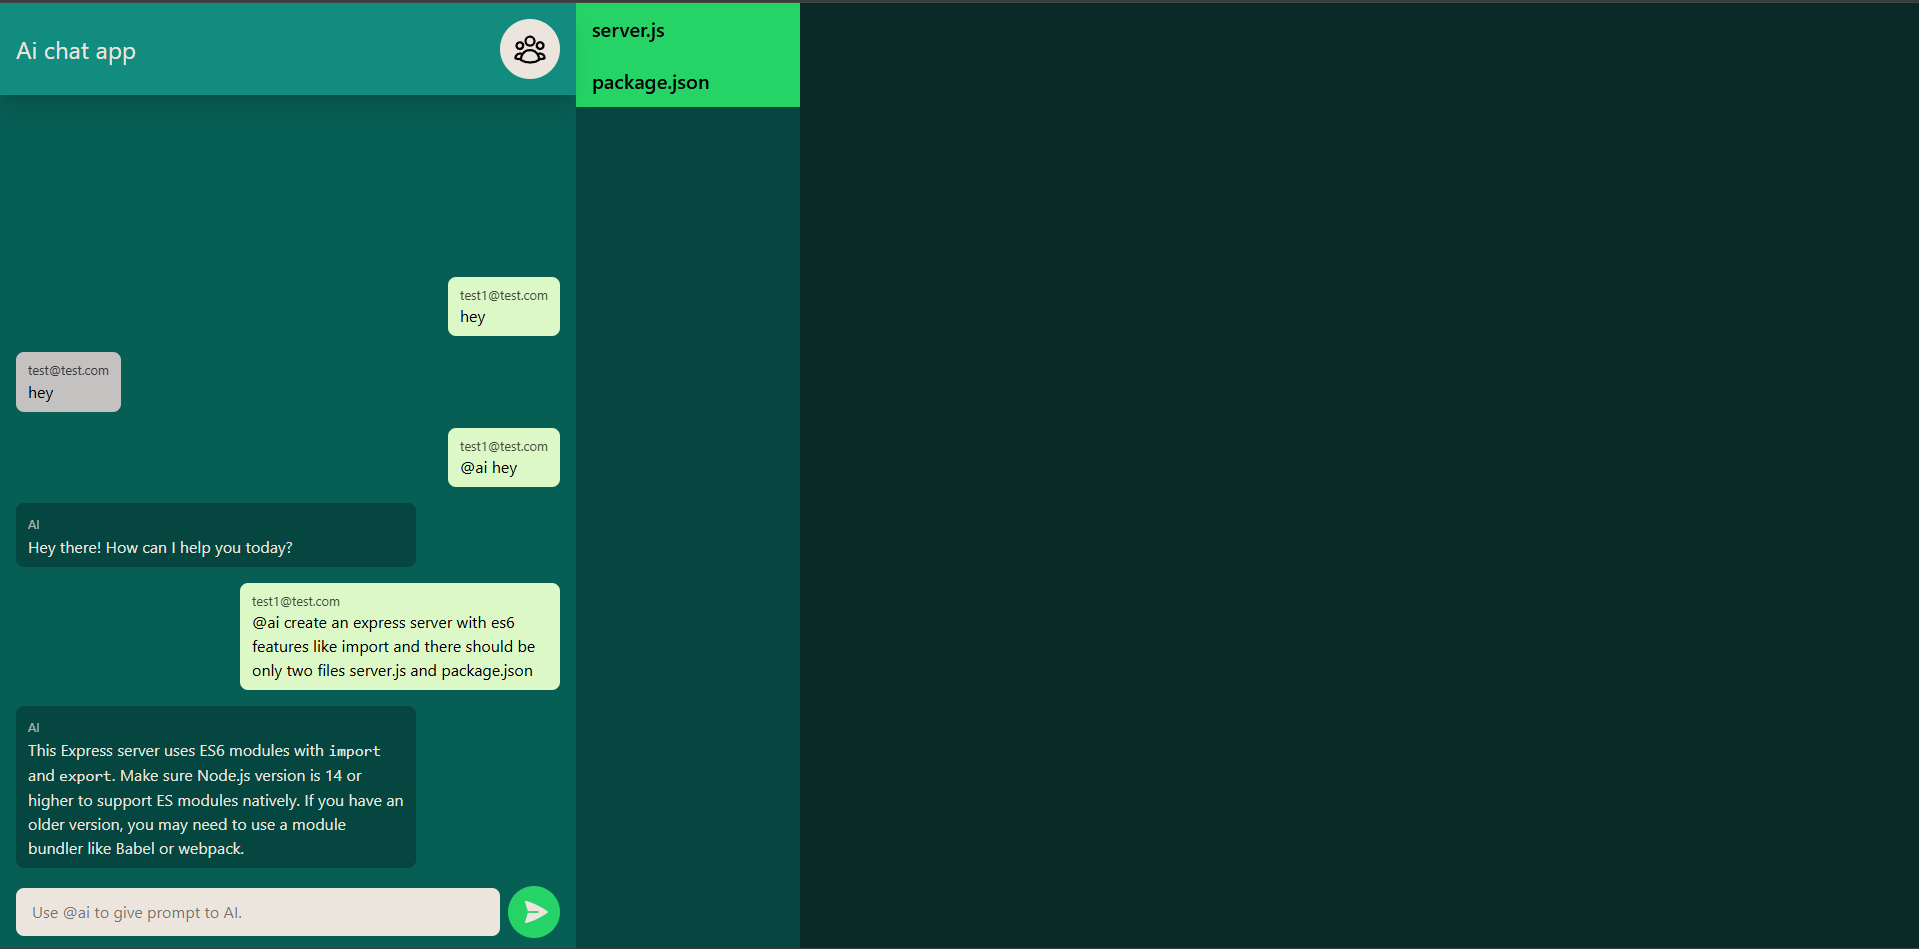 Ai chat app
server.js
package.json
test1@test.com
hey
test@test.com
hey
test1@test.com
@ai hey
AI
Hey there! How can I help you today?
test1@test.com
@ai create an express server with es6
features like import and there should be
only two files server.js and package.json
AI
This Express server uses ES6 modules with import
and export. Make sure Node.js version is 14 or
higher to support ES modules natively. If you have an
older version, you may need to use a module
bundler like Babel or webpack.
Use @ai to give prompt to AI.